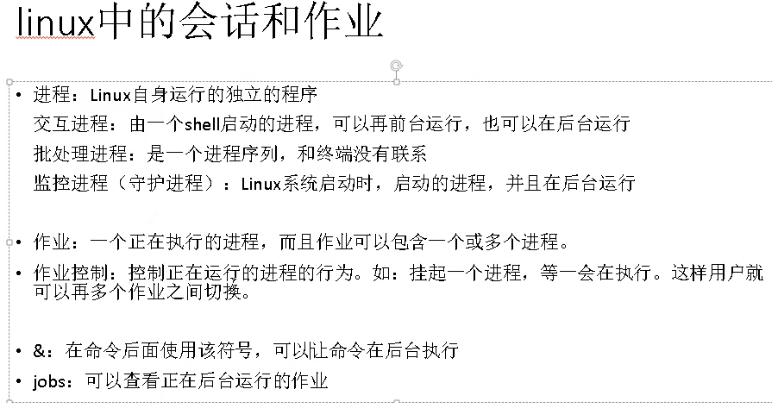 linux中的会话和作业
• 进程：Linux自身运行的独立的程序
交互进程：由一个shell启动的进程，可以再前台运行，也可以在后台运行
批处理进程：是一个进程序列，和终端没有联系
监控进程（守护进程）：Linux系统启动时，启动的进程，并且在后台运行
• 作业：一个正在执行的进程，而且作业可以包含一个或多个进程。
• 作业控制：控制正在运行的进程的行为。如：挂起一个进程，等一会在执行。这样用户就
可以再多个作业之间切换。
• &：在命令后面使用该符号，可以让命令在后台执行
• jobs：可以查看正在后台运行的作业